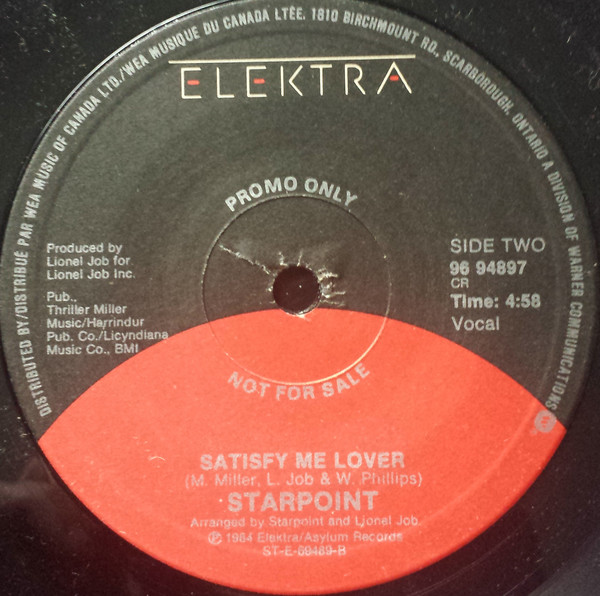 DISTRIBUTED BY/DISTRIBUÉ PAR WEA MUSIC OF CANADA LTD./WEA MUSIQUE DU CANADA LTÉE. 1810 BIRCHMOUNT RD., SCARBOROUGH, ONTARIO A DIVISION OF WARNER COMMUNICATIONS
ELEKTRA
PROMO ONLY
Produced by
Lionel Job for
Lionel Job Inc.
Pub.,
Thriller Miller
Music/Harrindur
Pub. Co./Licyndiana
Music Co., BMI
SIDE TWO
96 94897
CR
Time: 4:58
Vocal
NOT FOR SALE
SATISFY ME LOVER
(M. Miller, L. Job & W. Phillips)
STARPOINT
Arranged by Starpoint and Lionel Job.
℗ 1984 Elektra/Asylum Records
ST-E-69489-B